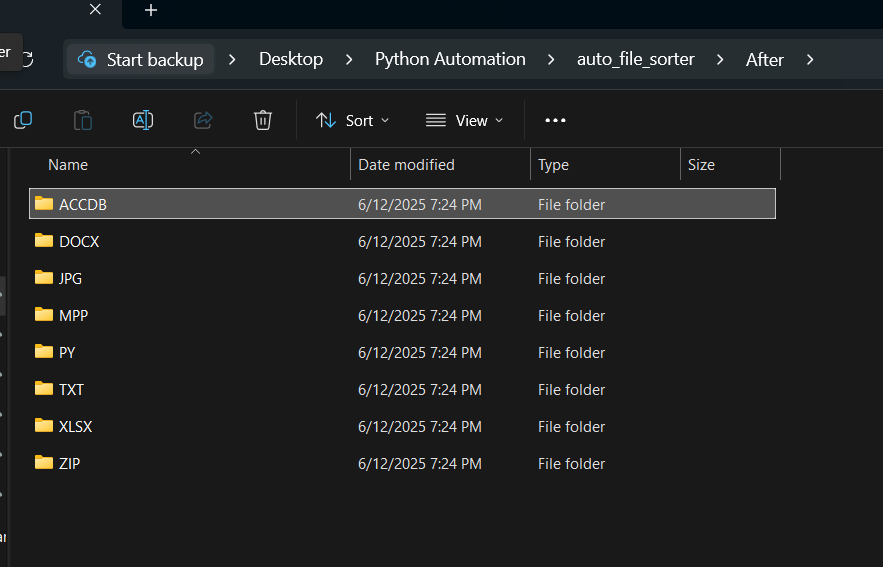 er
Start backup > Desktop > Python Automation > auto_file_sorter > After >
Sort View
Name Date modified Type Size
ACCDB 6/12/2025 7:24 PM File folder
DOCX 6/12/2025 7:24 PM File folder
JPG 6/12/2025 7:24 PM File folder
MPP 6/12/2025 7:24 PM File folder
PY 6/12/2025 7:24 PM File folder
TXT 6/12/2025 7:24 PM File folder
XLSX 6/12/2025 7:24 PM File folder
ZIP 6/12/2025 7:24 PM File folder